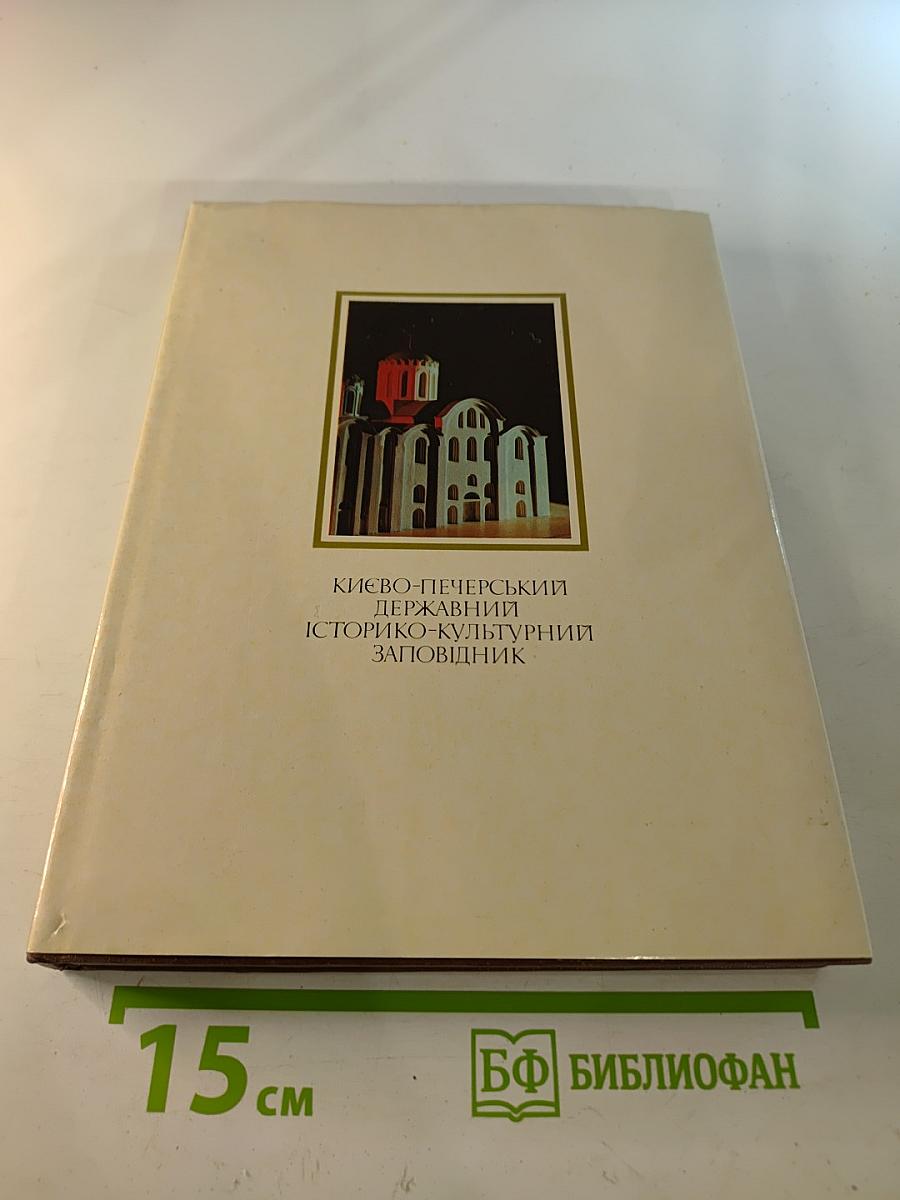 КИЄВО-ПЕЧЕРСЬКИЙ
ДЕРЖАВНИЙ
ІСТОРИКО-КУЛЬТУРНИЙ
ЗАПОВІДНИК
15 см
БФ БИБЛИОФАН